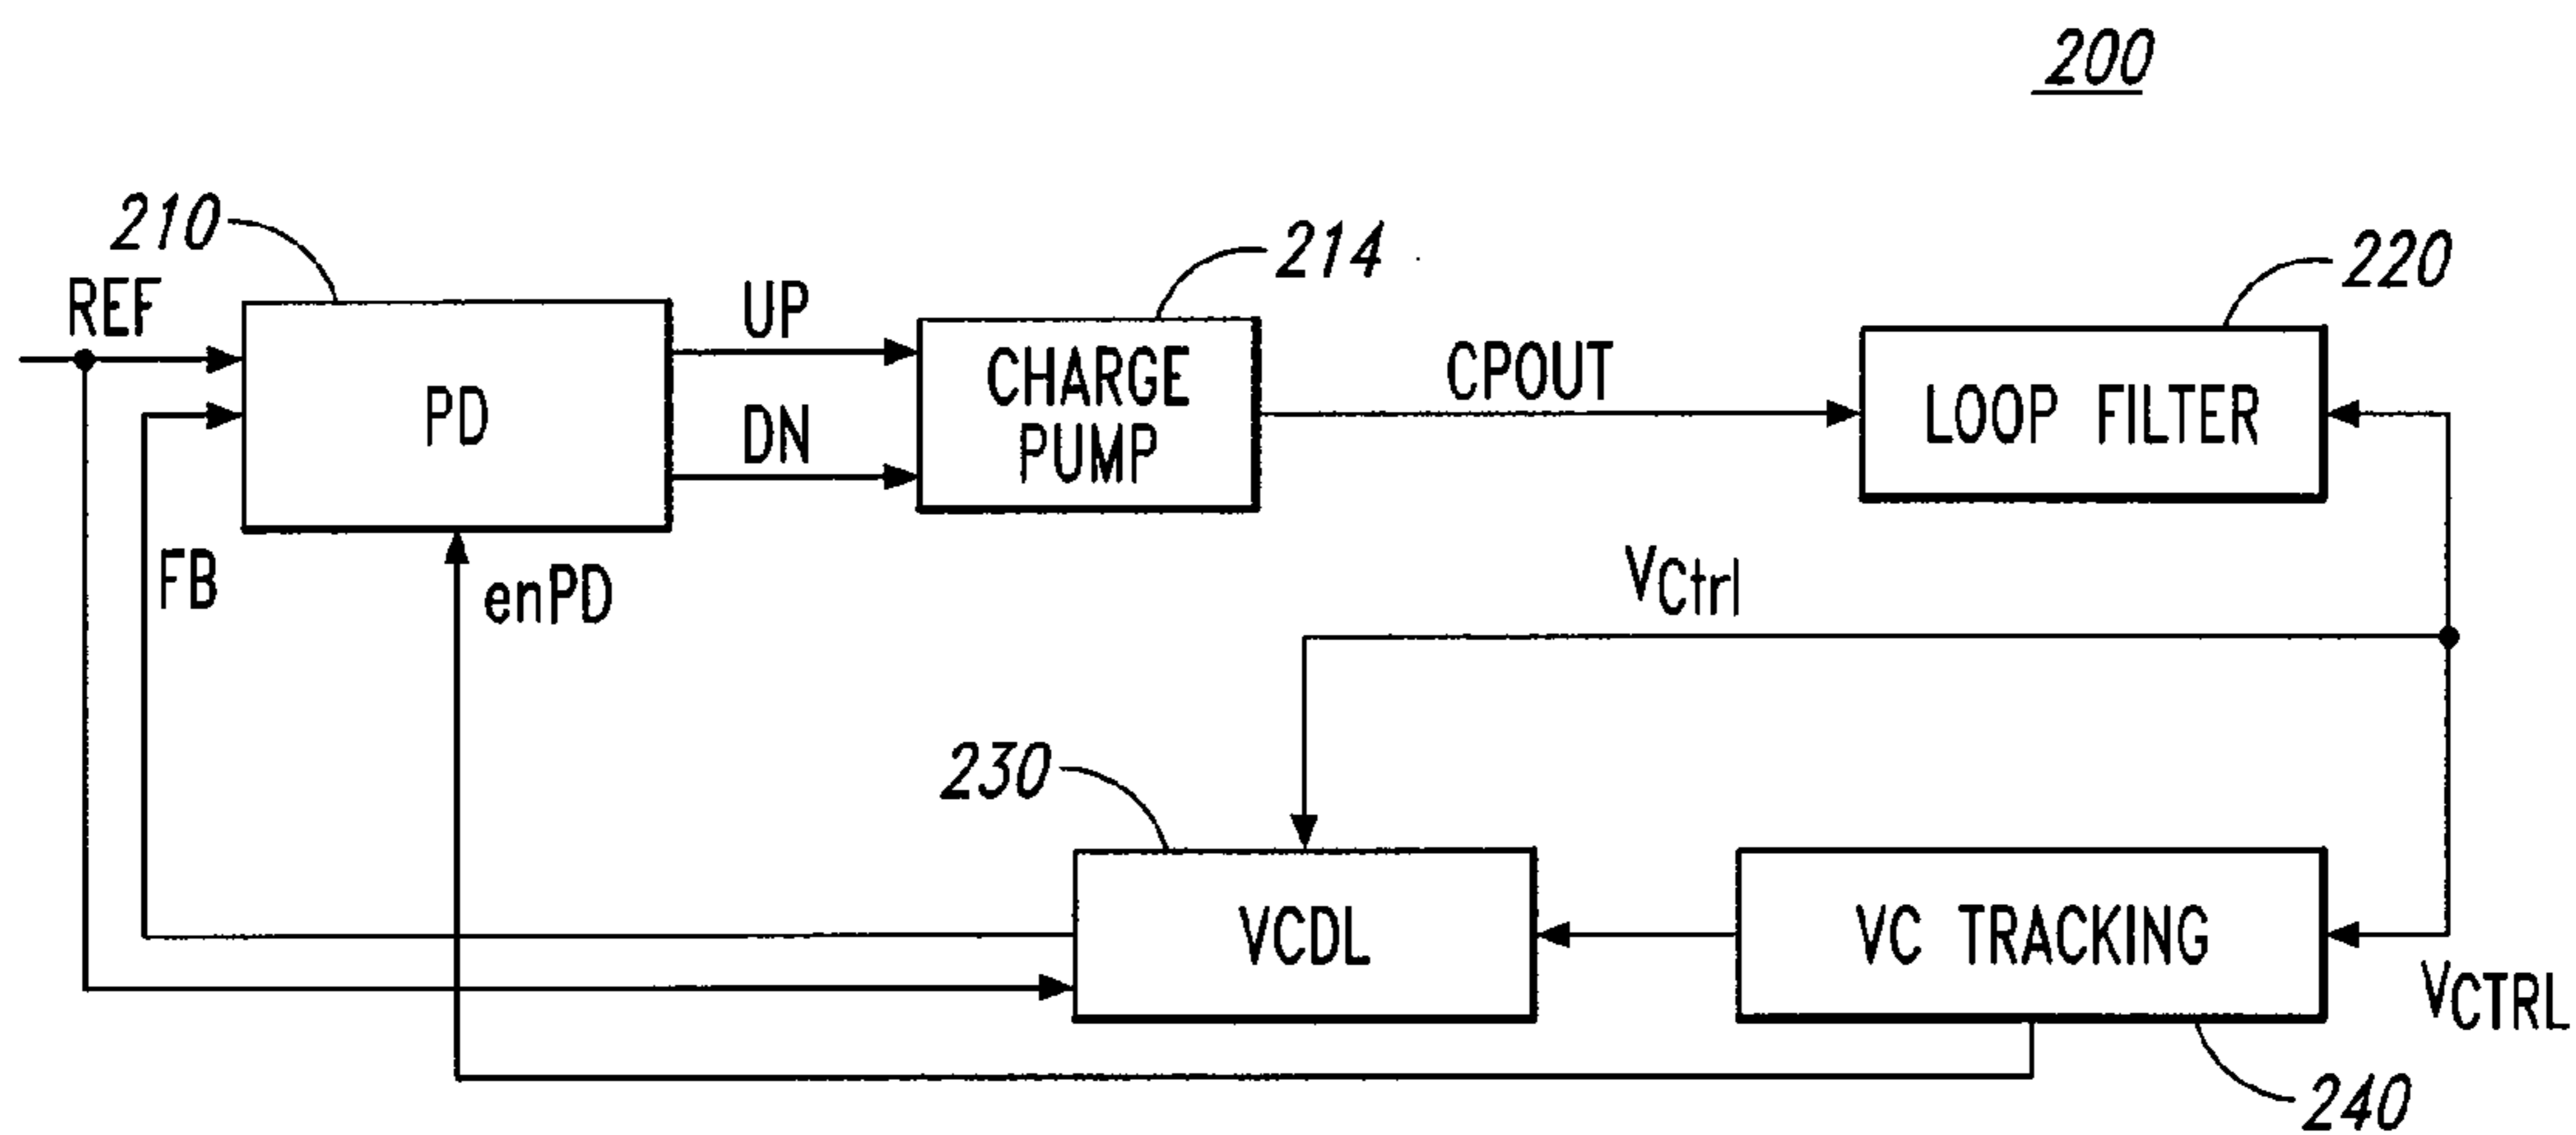 200
210
214
220
REF
UP
CHARGE
PUMP
CPOUT
LOOP FILTER
PD
DN
FB
enPD
VCtrl
230
VCDL
VC TRACKING
VCTRL
240